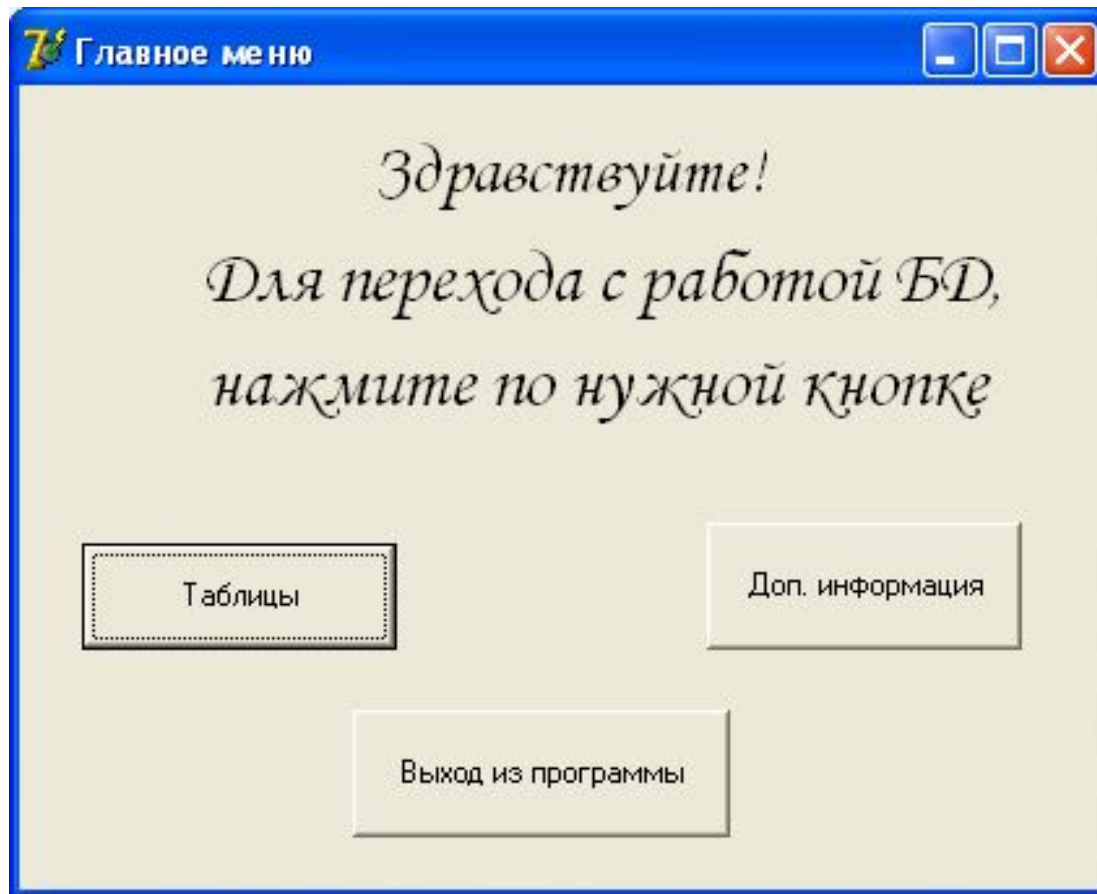 Главное меню
Здравствуйте!
Для перехода с работой БД,
нажмите по нужной кнопке
Таблицы
Доп. информация
Выход из программы